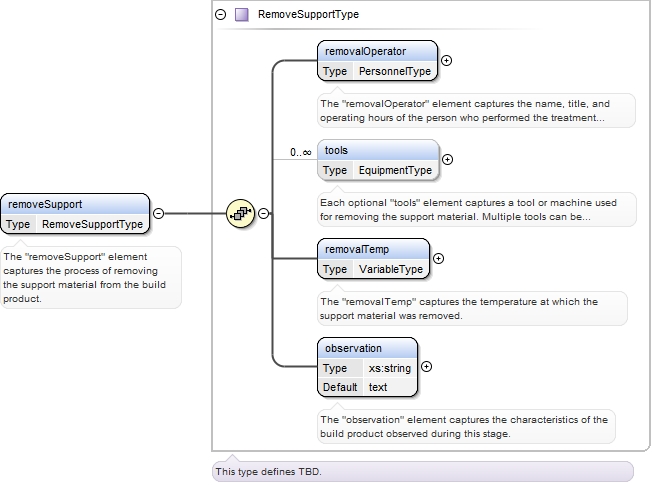 RemoveSupportType
removalOperator
Type PersonnelType
The "removalOperator" element captures the name, title, and
operating hours of the person who performed the treatment...
0..∞
tools
Type EquipmentType
Each optional "tools" element captures a tool or machine used
for removing the support material. Multiple tools can be...
removeSupport
Type RemoveSupportType
The "removeSupport" element
captures the process of removing
the support material from the build
product.
removalTemp
Type VariableType
The "removalTemp" captures the temperature at which the
support material was removed.
observation
Type xs:string
Default text
The "observation" element captures the characteristics of the
build product observed during this stage.
This type defines TBD.